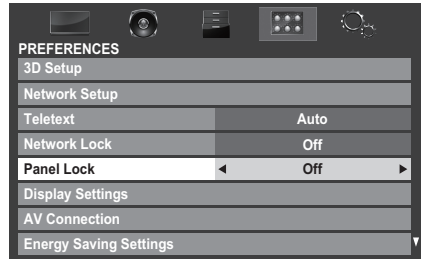 PREFERENCES
3D Setup
Network Setup
Teletext Auto
Network Lock Off
Panel Lock ◀ Off ▶
Display Settings
AV Connection
Energy Saving Settings